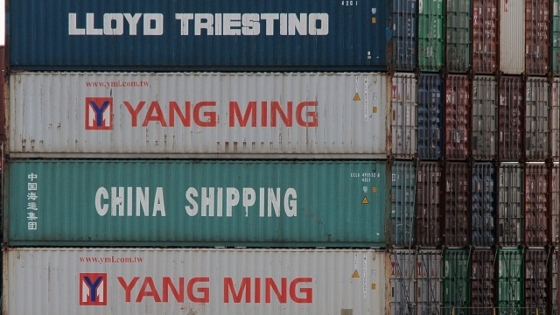 LLOYD TRIESTINO
42G1
www.yml.com.tw
YANG MING
中国海运集团
CHINA SHIPPING
www.yml.com.tw
YANG MING